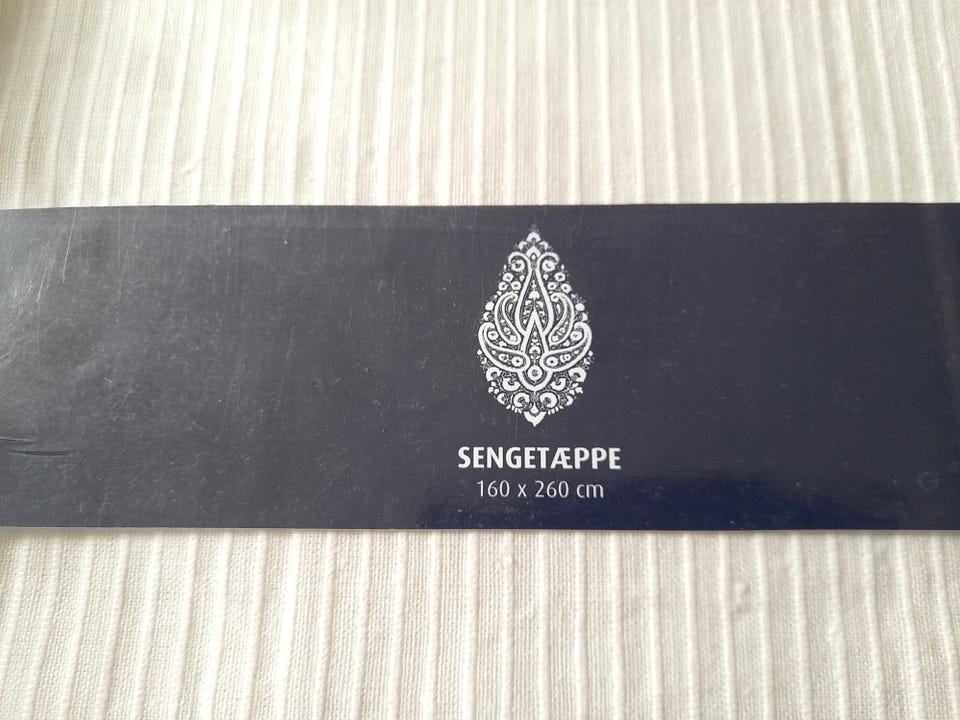 SENGETÆPPE
160 x 260 cm